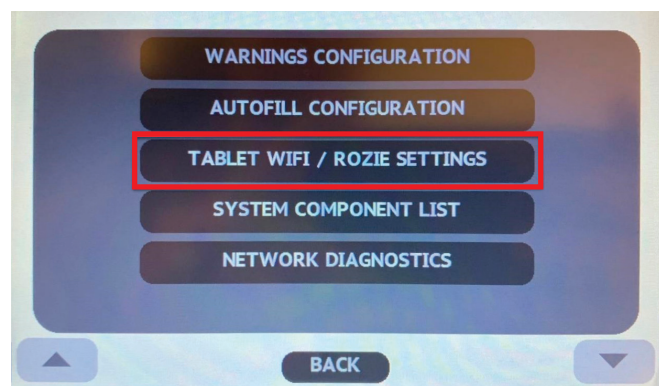 WARNINGS CONFIGURATION
AUTOFILL CONFIGURATION
TABLET WIFI / ROZIE SETTINGS
SYSTEM COMPONENT LIST
NETWORK DIAGNOSTICS
BACK